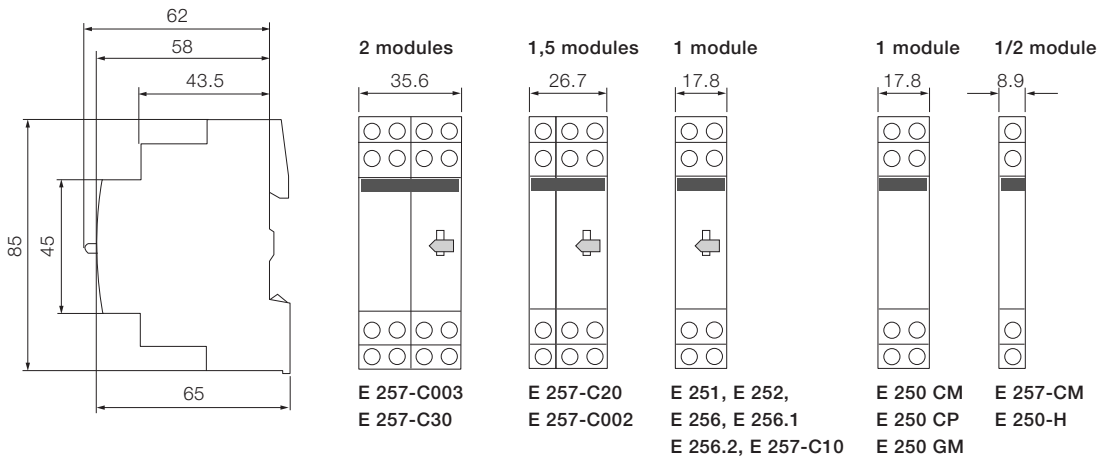 62
58
43.5
85
45
65
2 modules
35.6
E 257-C003
E 257-C30
1,5 modules
26.7
E 257-C20
E 257-C002
1 module
17.8
E 251, E 252,
E 256, E 256.1
E 256.2, E 257-C10
1 module
17.8
E 250 CM
E 250 CP
E 250 GM
1/2 module
8.9
E 257-CM
E 250-H